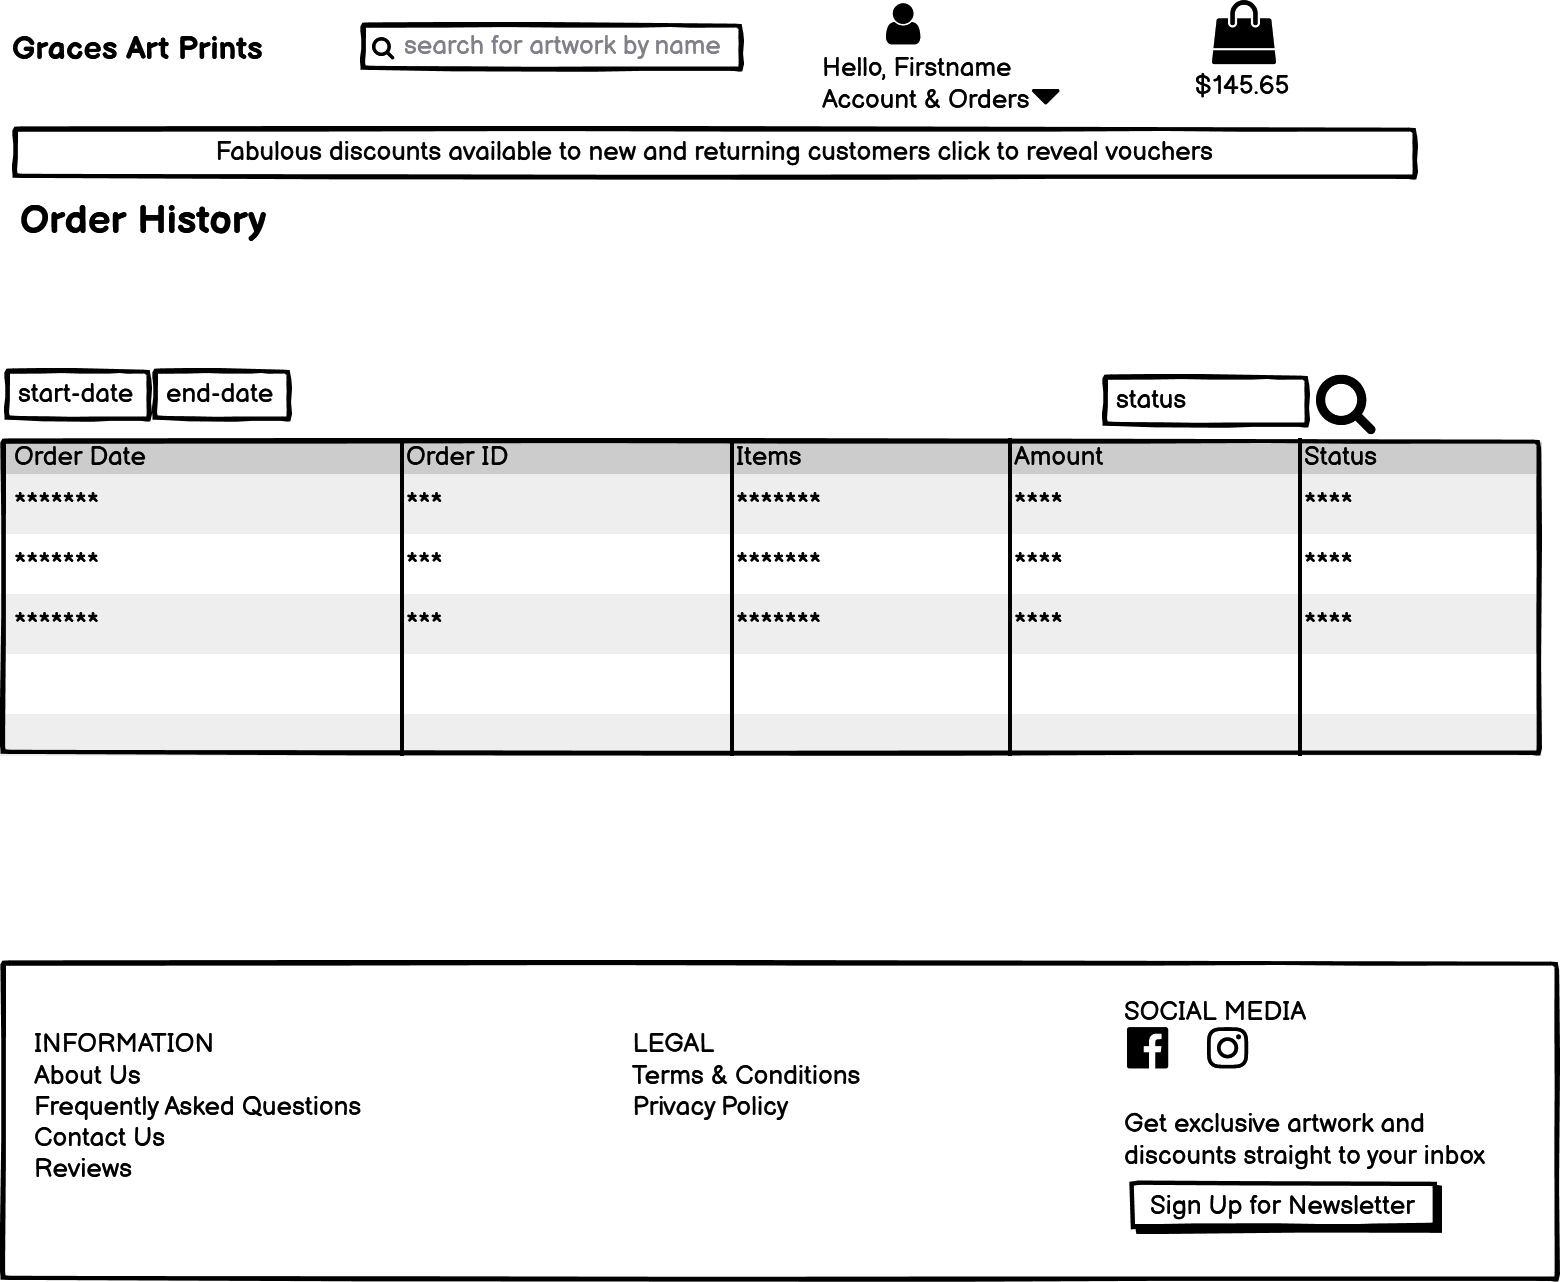 Graces Art Prints
search for artwork by name
Hello, Firstname
Account & Orders
$145.65
Fabulous discounts available to new and returning customers click to reveal vouchers
Order History
start-date
end-date
status
Order Date Order ID Items Amount Status
******* *** ******* **** ****
******* *** ******* **** ****
******* *** ******* **** ****
INFORMATION
About Us
Frequently Asked Questions
Contact Us
Reviews
LEGAL
Terms & Conditions
Privacy Policy
SOCIAL MEDIA
Get exclusive artwork and
discounts straight to your inbox
Sign Up for Newsletter